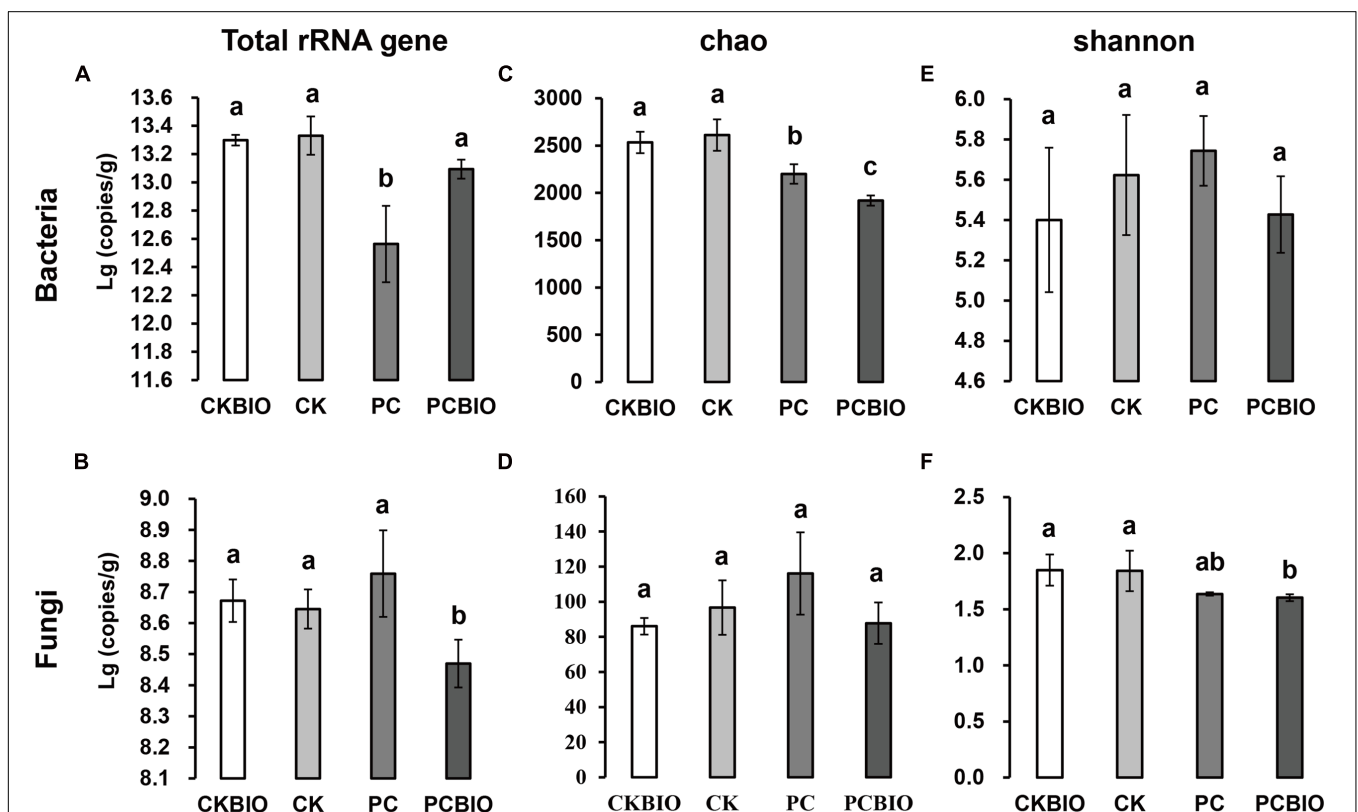 Total rRNA gene
chao
shannon
Bacteria
Fungi
A
Lg (copies/g)
13.6
13.4
13.2
13.0
12.8
12.6
12.4
12.2
12.0
11.8
11.6
a
a
b
a
CKBIO CK PC PCBIO
C
3000
2500
2000
1500
1000
500
0
a
a
b
c
CKBIO CK PC PCBIO
E
6.0
5.8
5.6
5.4
5.2
5.0
4.8
4.6
a
a
a
a
CKBIO CK PC PCBIO
B
Lg (copies/g)
9.0
8.9
8.8
8.7
8.6
8.5
8.4
8.3
8.2
8.1
a
a
a
b
CKBIO CK PC PCBIO
D
160
140
120
100
80
60
40
20
0
a
a
a
a
CKBIO CK PC PCBIO
F
2.5
2.0
1.5
1.0
0.5
0.0
a
a
ab
b
CKBIO CK PC PCBIO